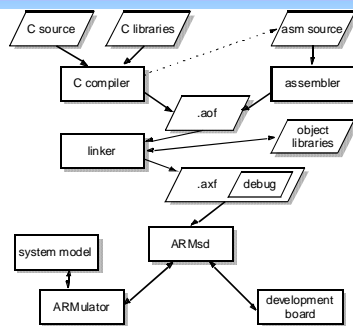 C source
C libraries
asm source
C compiler
assembler
.aof
linker
object
libraries
.axf
debug
ARMsd
system model
ARMulator
development
board